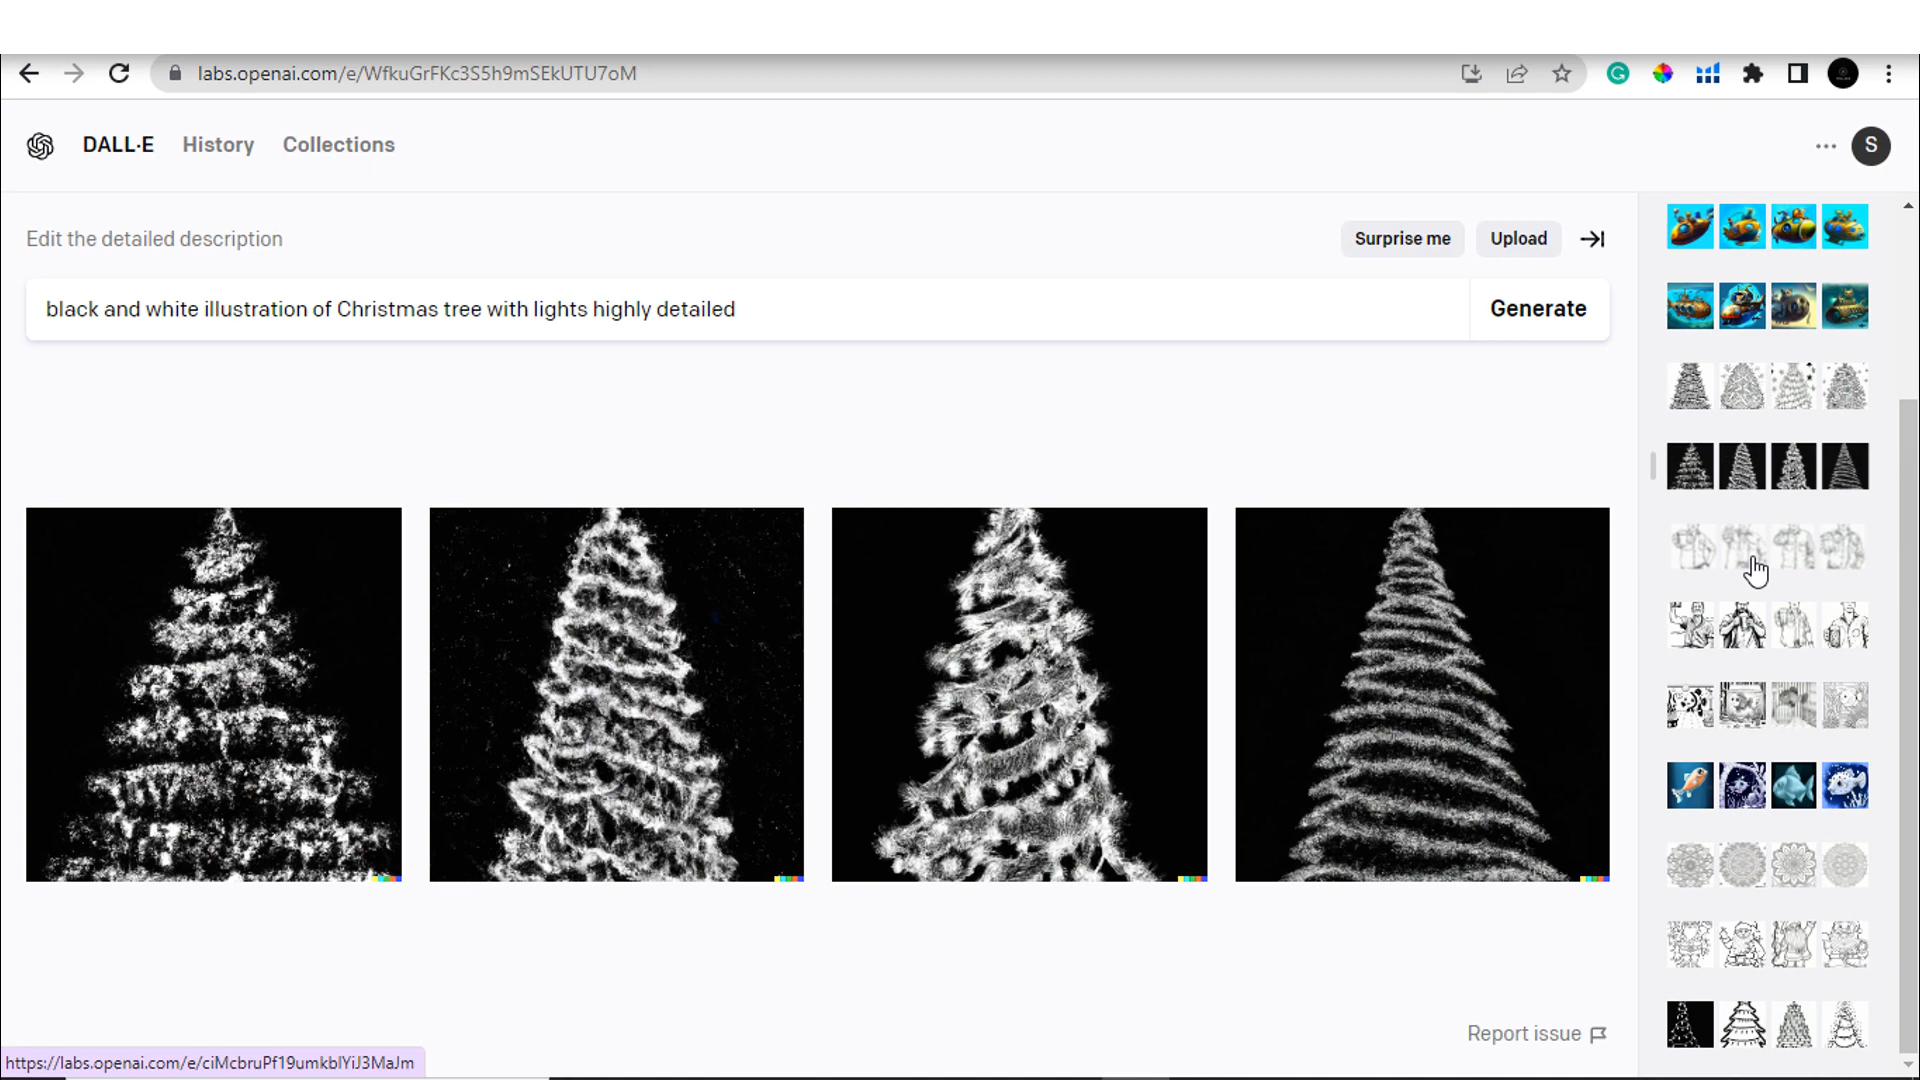 labs.openai.com/e/WfkuGrFKc3S5h9mSEkUTU7oM
DALL·E History Collections
S
Edit the detailed description
Surprise me
Upload
black and white illustration of Christmas tree with lights highly detailed
Generate
Report issue
https://labs.openai.com/e/ciMcbruPf19umkblYiJ3MaJm